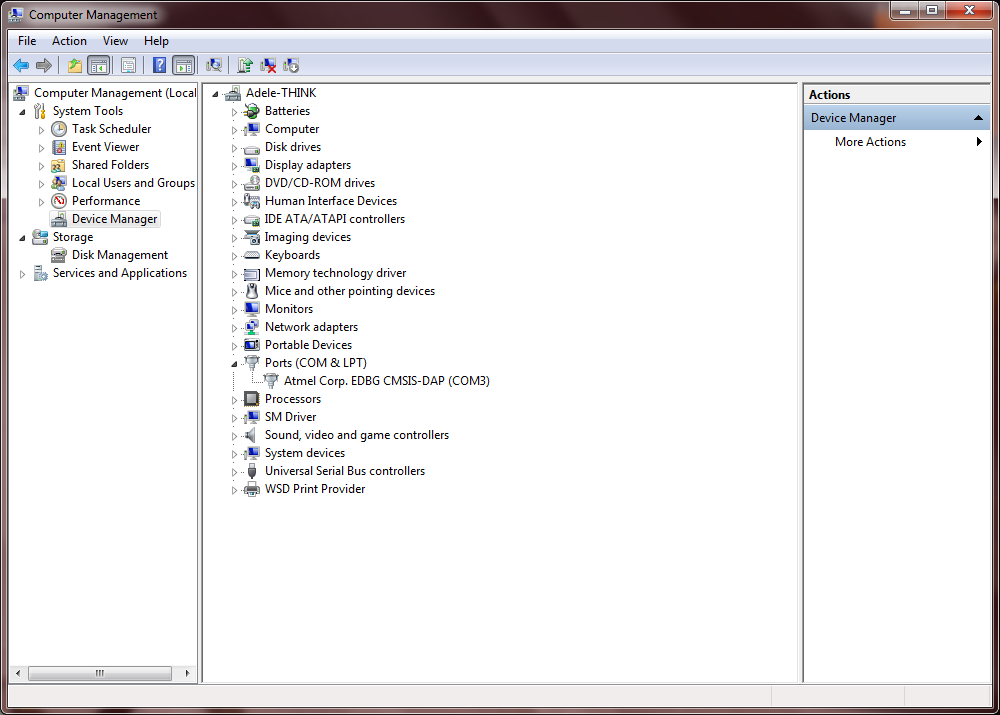 Computer Management
File Action View Help
Computer Management (Local
System Tools
Task Scheduler
Event Viewer
Shared Folders
Local Users and Groups
Performance
Device Manager
Storage
Disk Management
Services and Applications
Adele-THINK
Batteries
Computer
Disk drives
Display adapters
DVD/CD-ROM drives
Human Interface Devices
IDE ATA/ATAPI controllers
Imaging devices
Keyboards
Memory technology driver
Mice and other pointing devices
Monitors
Network adapters
Portable Devices
Ports (COM & LPT)
Atmel Corp. EDBG CMSIS-DAP (COM3)
Processors
SM Driver
Sound, video and game controllers
System devices
Universal Serial Bus controllers
WSD Print Provider
Actions
Device Manager
More Actions